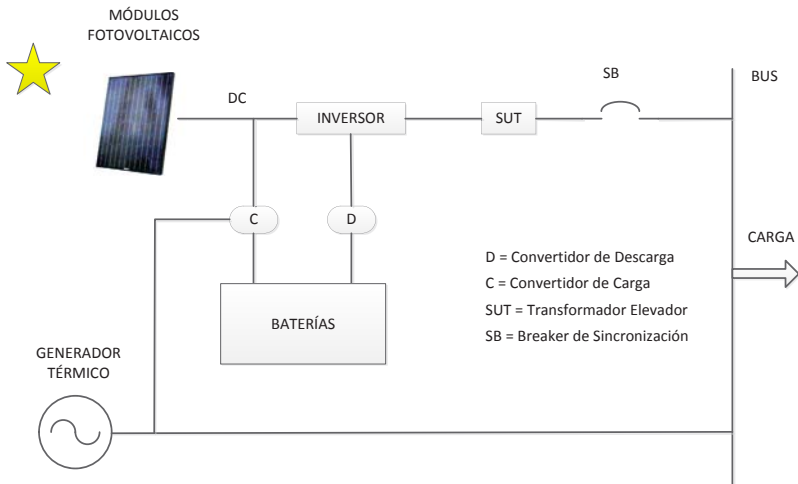 MÓDULOS
FOTOVOLTAICOS
DC
INVERSOR
SUT
SB
BUS
C
D
CARGA
D = Convertidor de Descarga
C = Convertidor de Carga
SUT = Transformador Elevador
SB = Breaker de Sincronización
BATERÍAS
GENERADOR
TÉRMICO